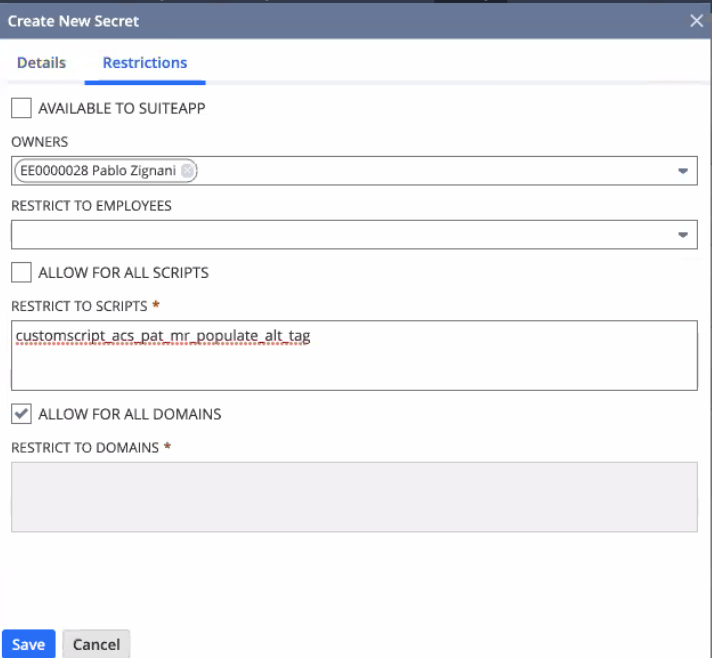 Create New Secret
Details Restrictions
AVAILABLE TO SUITEAPP
OWNERS
EE0000028 Pablo Zignani
RESTRICT TO EMPLOYEES
ALLOW FOR ALL SCRIPTS
RESTRICT TO SCRIPTS *
customscript_acs_pat_mr_populate_alt_tag
ALLOW FOR ALL DOMAINS
RESTRICT TO DOMAINS *
Save Cancel